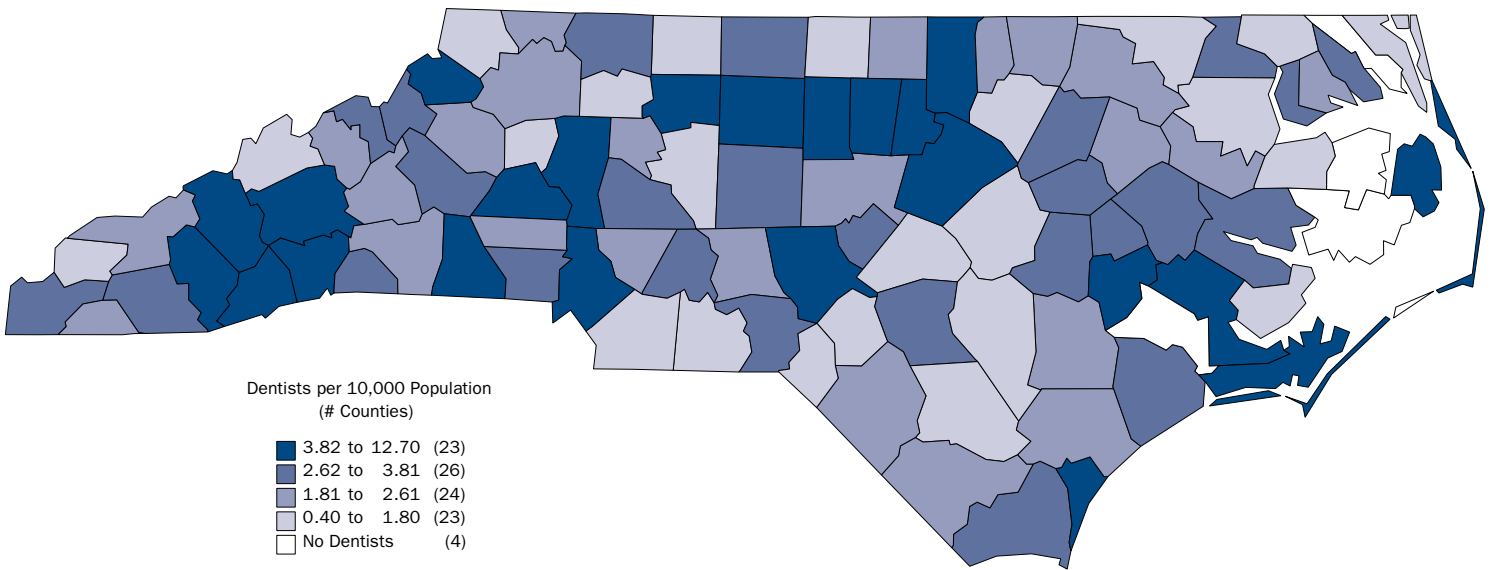 Dentists per 10,000 Population
(# Counties)
3.82 to 12.70 (23)
2.62 to 3.81 (26)
1.81 to 2.61 (24)
0.40 to 1.80 (23)
No Dentists (4)